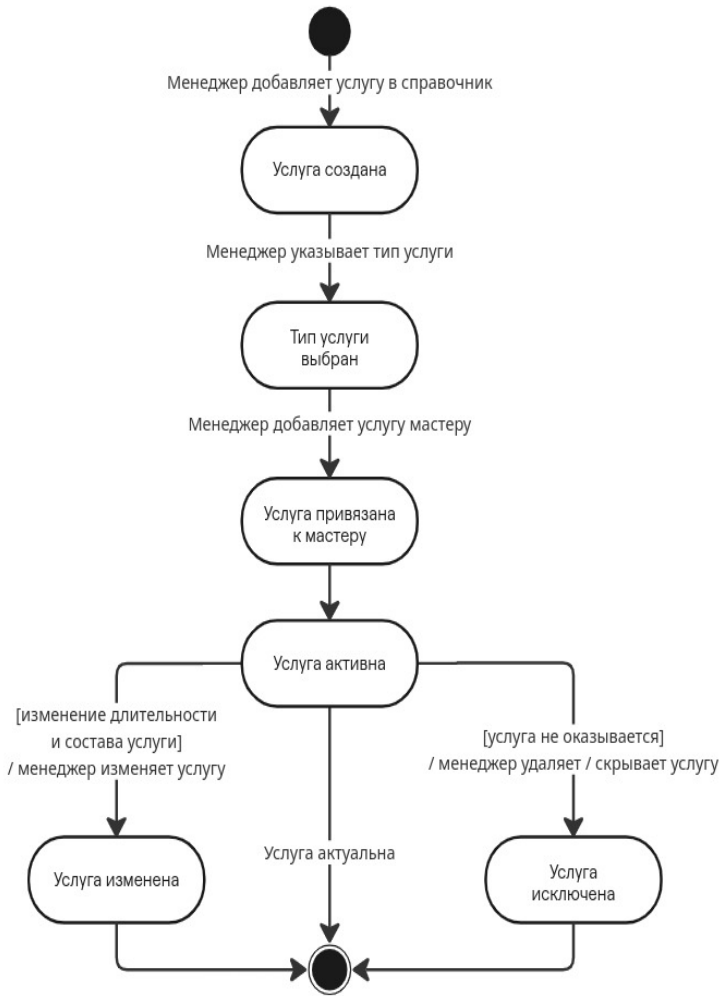 Менеджер добавляет услугу в справочник
Услуга создана
Менеджер указывает тип услуги
Тип услуги
выбран
Менеджер добавляет услугу мастеру
Услуга привязана
к мастеру
Услуга активна
[изменение длительности
и состава услуги]
/ менеджер изменяет услугу
[услуга не оказывается]
/ менеджер удаляет / скрывает услугу
Услуга актуальна
Услуга изменена
Услуга
исключена